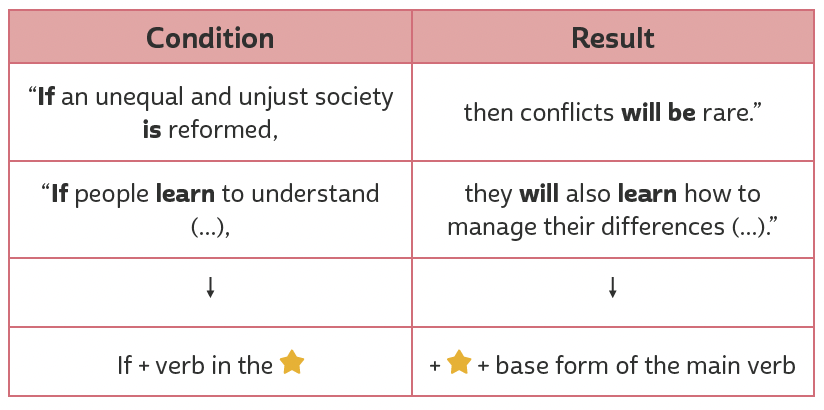 Condition
Result
“If an unequal and unjust society
is reformed,
then conflicts will be rare.”
“If people learn to understand
(...),
they will also learn how to
manage their differences (...).”
↓
↓
If + verb in the
+ + base form of the main verb